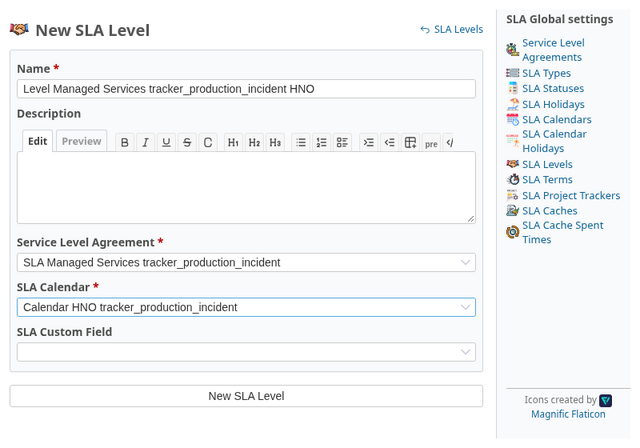 New SLA Level
SLA Levels
Name *
Level Managed Services tracker_production_incident HNO
Description
Edit
Preview
B I U S C H1 H2 H3 pre </
Service Level Agreement *
SLA Managed Services tracker_production_incident
SLA Calendar *
Calendar HNO tracker_production_incident
SLA Custom Field
New SLA Level
SLA Global settings
Service Level
Agreements
SLA Types
SLA Statuses
SLA Holidays
SLA Calendars
SLA Calendar
Holidays
SLA Levels
SLA Terms
SLA Project Trackers
SLA Caches
SLA Cache Spent
Times
Icons created by
Magnific Flaticon